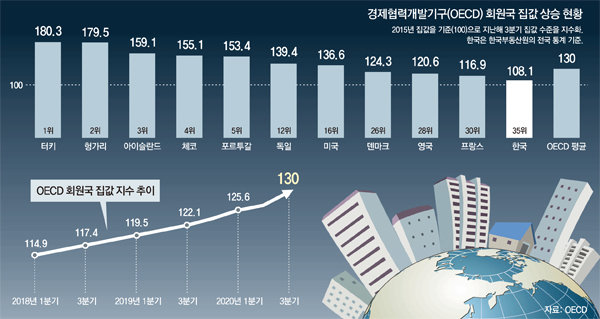 경제협력개발기구(OECD) 회원국 집값 상승 현황
2015년 집값을 기준(100)으로 지난해 3분기 집값 수준을 지수화.
한국은 한국부동산원의 전국 통계 기준.
180.3 179.5 159.1 155.1 153.4 139.4 136.6 124.3 120.6 116.9 108.1 130
100
1위 2위 3위 4위 5위 12위 16위 26위 28위 30위 35위
터키 헝가리 아이슬란드 체코 포르투갈 독일 미국 덴마크 영국 프랑스 한국 OECD 평균
OECD 회원국 집값 지수 추이
114.9 117.4 119.5 122.1 125.6 130
2018년 1분기 3분기 2019년 1분기 3분기 2020년 1분기 3분기
자료: OECD